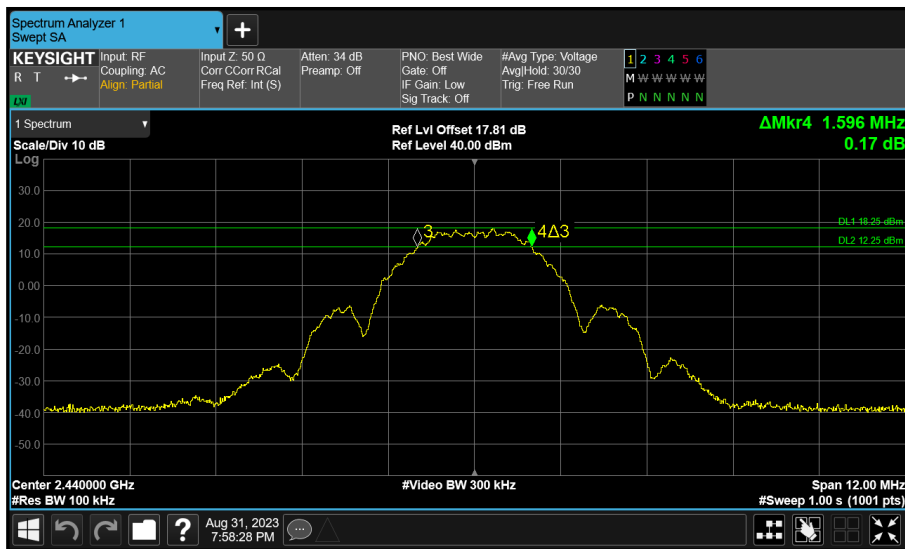 Spectrum Analyzer 1
Swept SA
+
KEYSIGHT
R T
LXI
Input: RF
Coupling: AC
Align: Partial
Input Z: 50 Ω
Corr CCorr RCal
Freq Ref: Int (S)
Atten: 34 dB
Preamp: Off
PNO: Best Wide
Gate: Off
IF Gain: Low
Sig Track: Off
#Avg Type: Voltage
Avg|Hold: 30/30
Trig: Free Run
1 2 3 4 5 6
M W W W W W
P N N N N N
1 Spectrum
Scale/Div 10 dB
Log
Ref Lvl Offset 17.81 dB
Ref Level 40.00 dBm
ΔMkr4 1.596 MHz
0.17 dB
30.0
20.0
10.0
0.00
-10.0
-20.0
-30.0
-40.0
-50.0
3
4Δ3
DL1 18.25 dBm
DL2 12.25 dBm
Center 2.440000 GHz
#Res BW 100 kHz
#Video BW 300 kHz
Span 12.00 MHz
#Sweep 1.00 s (1001 pts)
?
Aug 31, 2023
7:58:28 PM